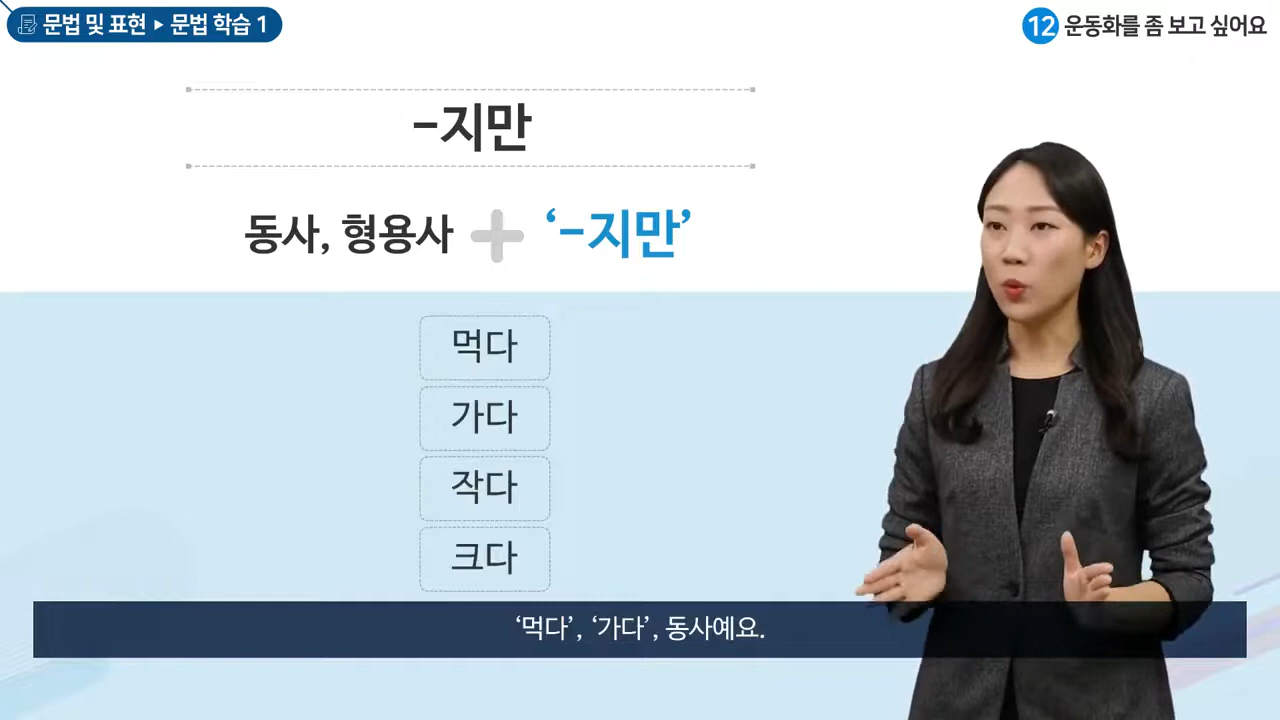 문법 및 표현 ▶ 문법 학습 1
12 운동화를 좀 보고 싶어요
-지만
동사, 형용사 + ‘-지만’
먹다
가다
작다
크다
‘먹다’, ‘가다’, 동사예요.